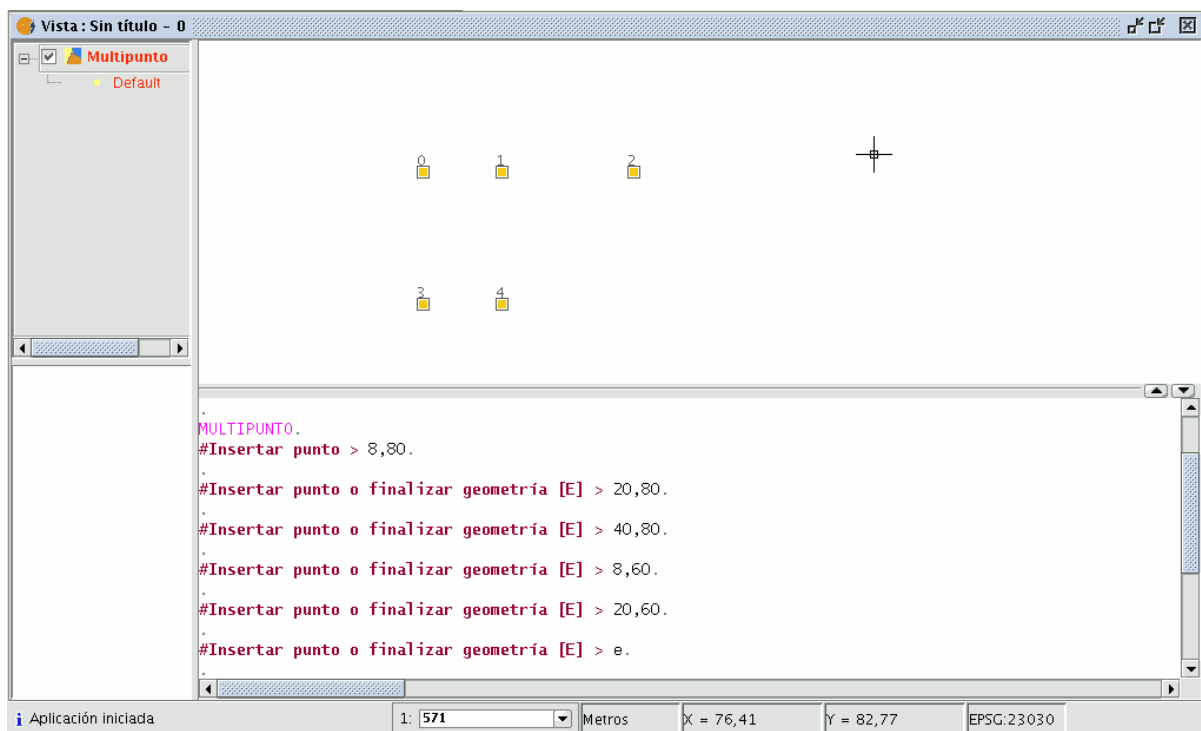 Vista : Sin título - 0
Multipunto
Default
0 1 2
3 4
.
MULTIPUNTO.
#Insertar punto > 8,80.
.
#Insertar punto o finalizar geometría [E] > 20,80.
.
#Insertar punto o finalizar geometría [E] > 40,80.
.
#Insertar punto o finalizar geometría [E] > 8,60.
.
#Insertar punto o finalizar geometría [E] > 20,60.
.
#Insertar punto o finalizar geometría [E] > e.
.
Aplicación iniciada 1: 571 Metros X = 76,41 Y = 82,77 EPSG:23030